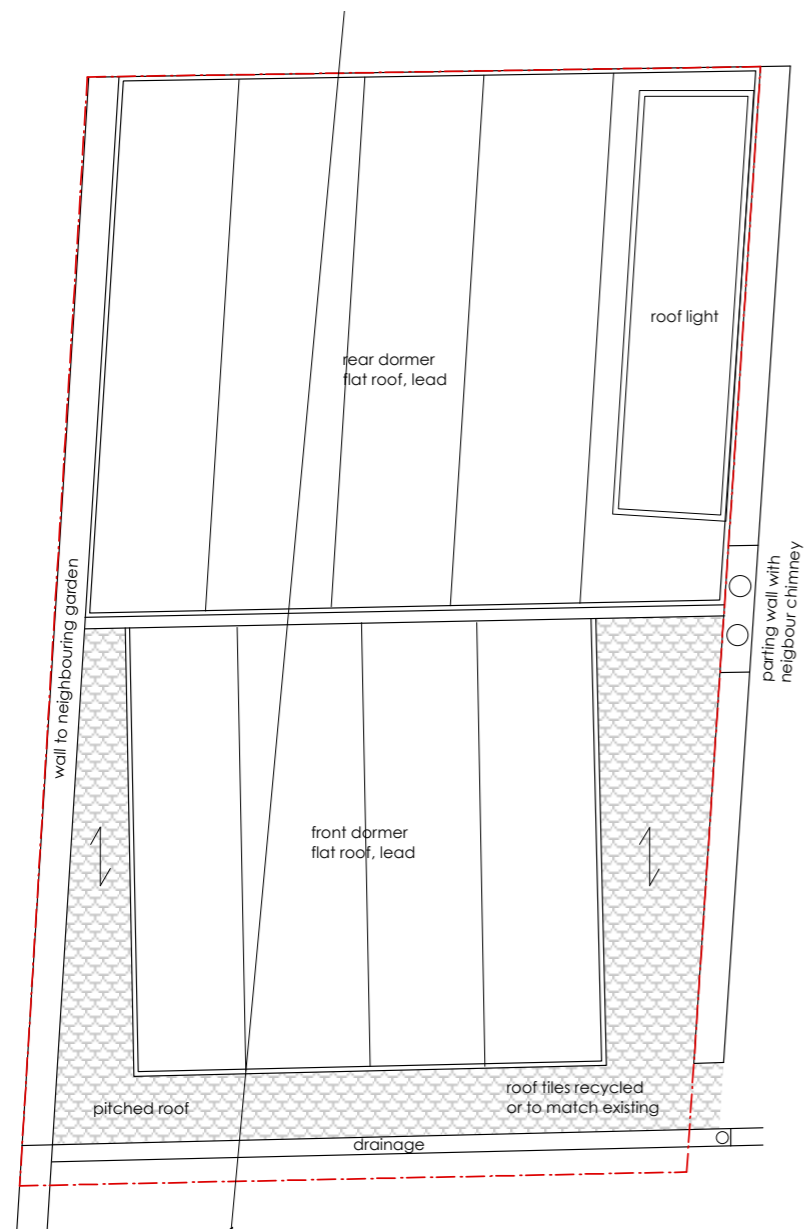 roof light
rear dormer
flat roof, lead
wall to neighbouring garden
parting wall with
neigbour chimney
front dormer
flat roof, lead
pitched roof
roof tiles recycled
or to match existing
drainage